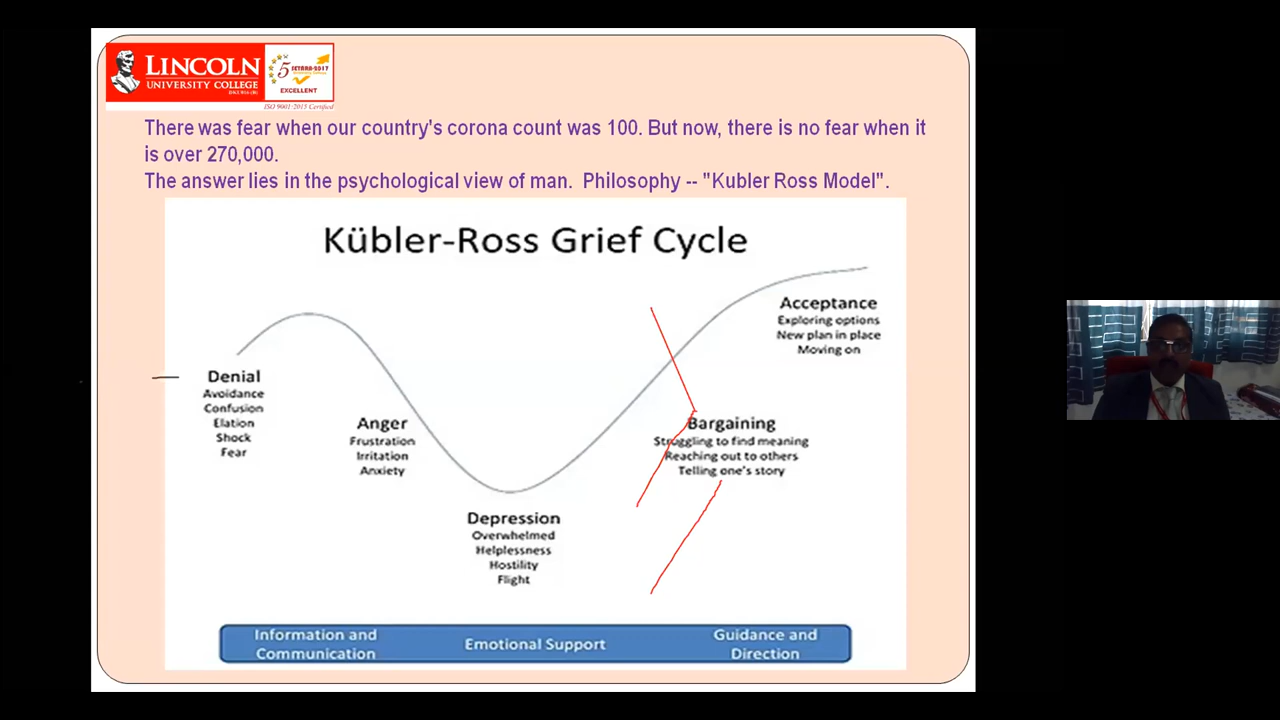 LINCOLN
UNIVERSITY COLLEGE
5 SETARA-2017
EXCELLENT
ISO 9001:2015 Certified
There was fear when our country's corona count was 100. But now, there is no fear when it
is over 270,000.
The answer lies in the psychological view of man. Philosophy -- "Kubler Ross Model".
Kübler-Ross Grief Cycle
Denial
Avoidance
Confusion
Elation
Shock
Fear
Anger
Frustration
Irritation
Anxiety
Depression
Overwhelmed
Helplessness
Hostility
Flight
Bargaining
Struggling to find meaning
Reaching out to others
Telling one's story
Acceptance
Exploring options
New plan in place
Moving on
Information and
Communication
Emotional Support
Guidance and
Direction